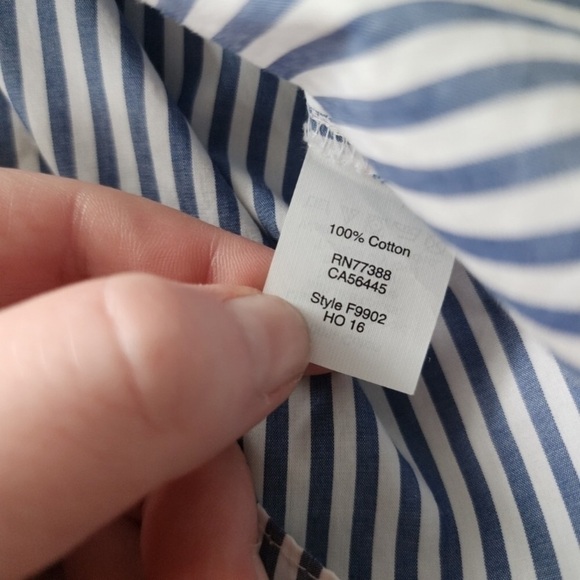 100% Cotton
RN77388
CA56445
Style F9902
HO 16